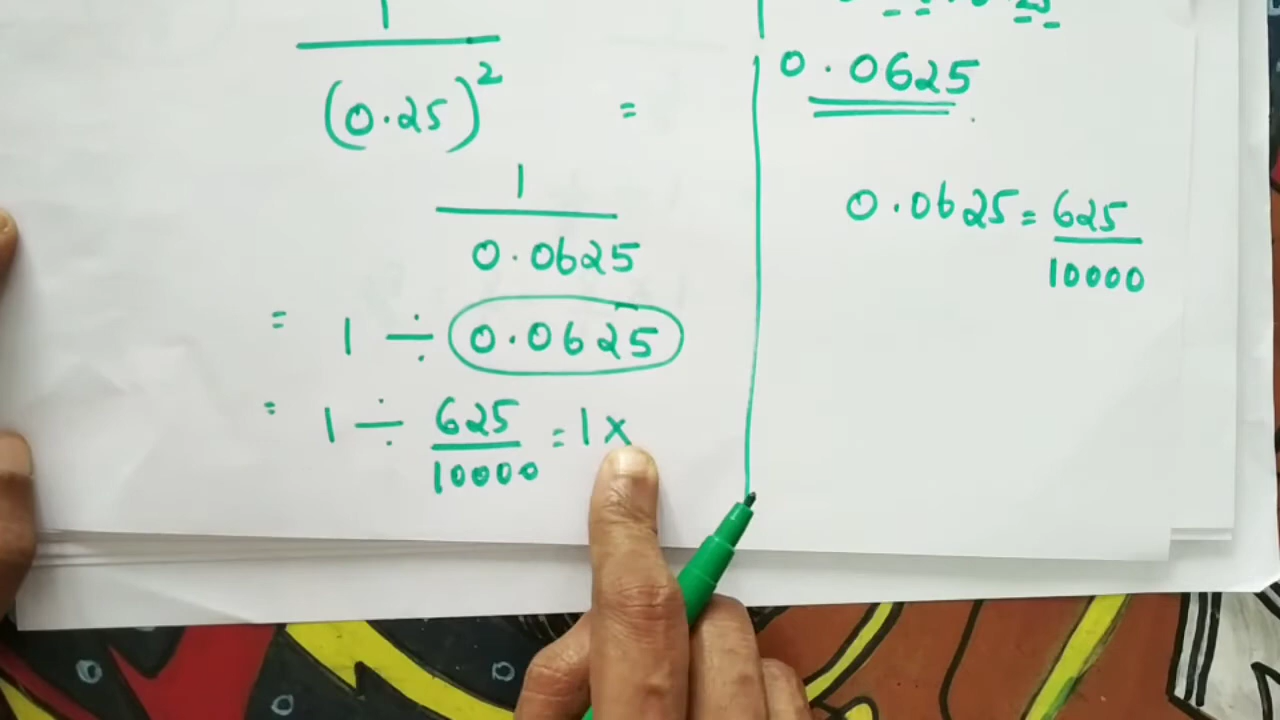 1
(0.25)² =
1
0.0625
= 1 ÷ 0.0625
= 1 ÷ 625/10000 = 1 ×
0.0625
0.0625 = 625/10000